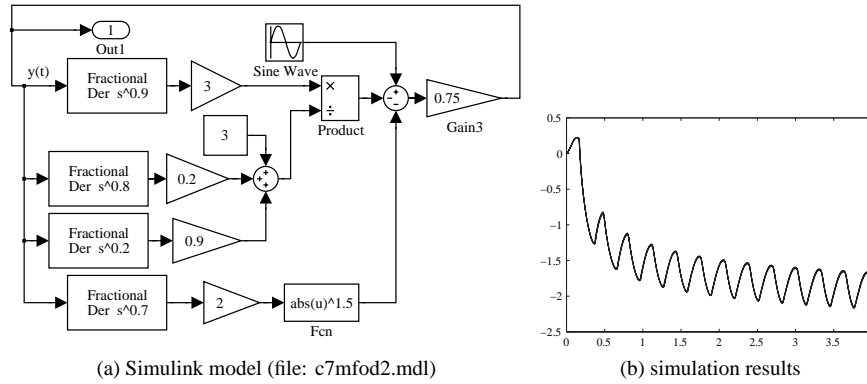 1
Out1
y(t)
Fractional
Der s^0.9
3
Sine Wave
×
÷
Product
+
−
−
0.75
Gain3
3
Fractional
Der s^0.8
0.2
+
+
+
Fractional
Der s^0.2
0.9
Fractional
Der s^0.7
2
abs(u)^1.5
Fcn
(a) Simulink model (file: c7mfod2.mdl)
0.5
0
−0.5
−1
−1.5
−2
−2.5
0 0.5 1 1.5 2 2.5 3 3.5
(b) simulation results